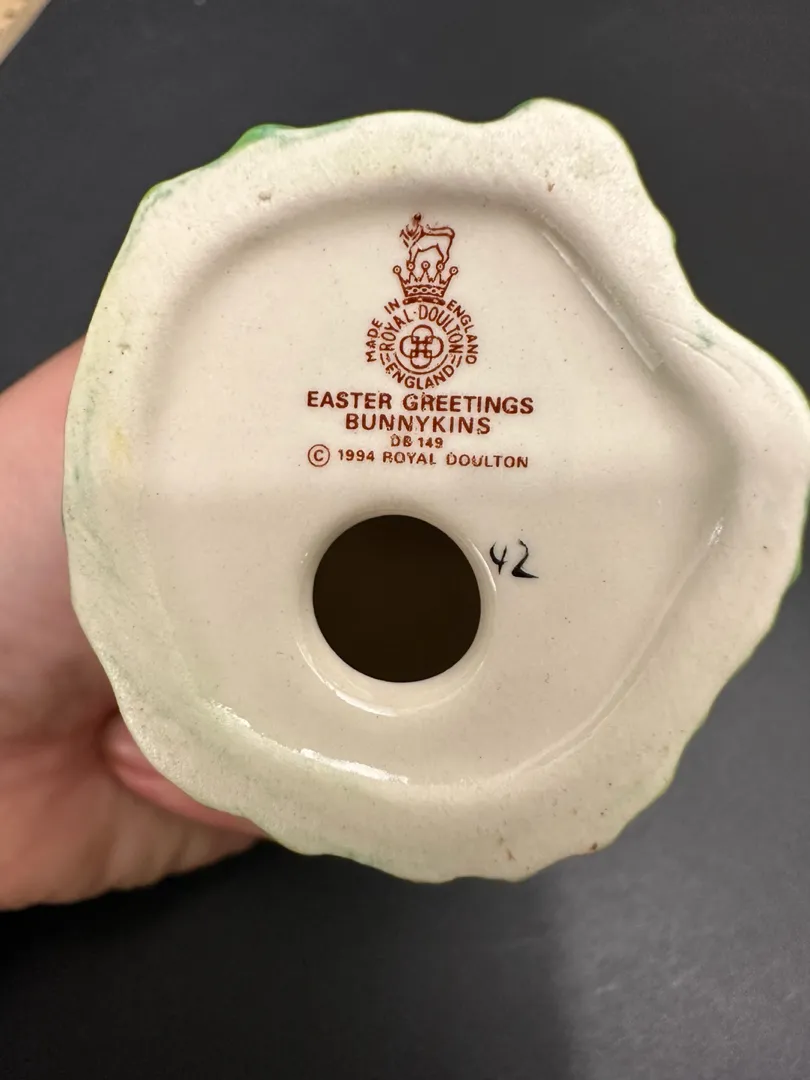 MADE IN ENGLAND
ROYAL·DOULTON
ENGLAND
EASTER GREETINGS
BUNNYKINS
DB 149
© 1994 ROYAL DOULTON
42